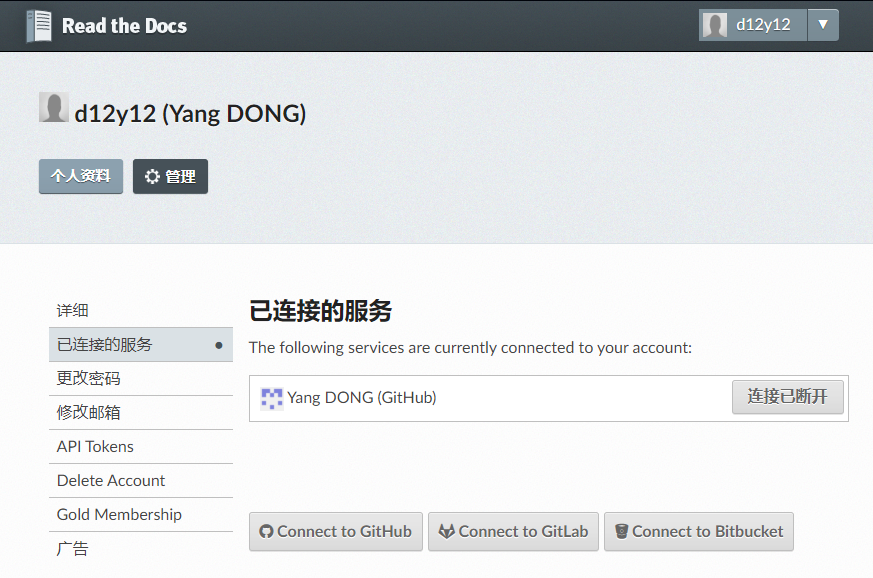 Read the Docs
d12y12
d12y12 (Yang DONG)
个人资料
管理
详细
已连接的服务
更改密码
修改邮箱
API Tokens
Delete Account
Gold Membership
广告
已连接的服务
The following services are currently connected to your account:
Yang DONG (GitHub)
连接已断开
Connect to GitHub
Connect to GitLab
Connect to Bitbucket